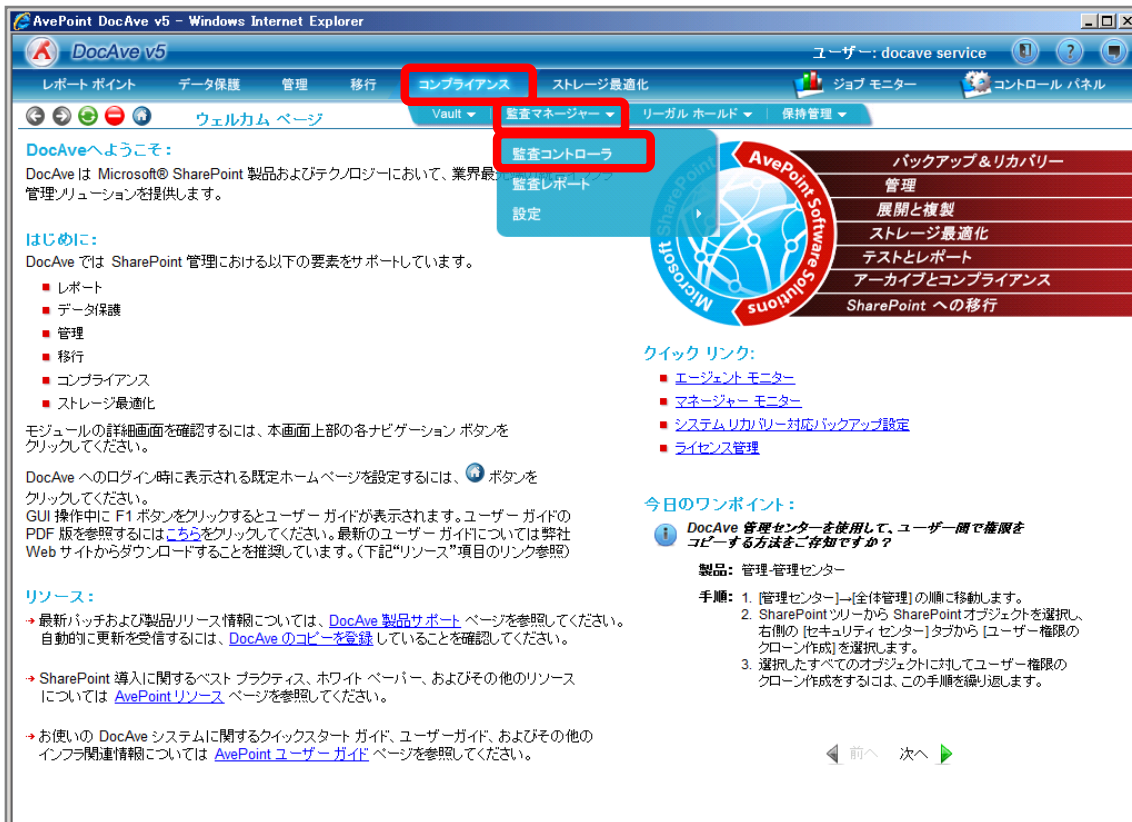 AvePoint DocAve v5 - Windows Internet Explorer
DocAve v5
ユーザー: docave service
レポート ポイント データ保護 管理 移行 コンプライアンス ストレージ最適化 ジョブ モニター コントロール パネル
ウェルカム ページ
Vault 監査マネージャー リーガル ホールド 保持管理
監査コントローラ
監査レポート
設定
DocAveへようこそ：
DocAve は Microsoft® SharePoint 製品およびテクノロジーにおいて、業界最
管理ソリューションを提供します。
はじめに：
DocAve では SharePoint 管理における以下の要素をサポートしています。
レポート
データ保護
管理
移行
コンプライアンス
ストレージ最適化
モジュールの詳細画面を確認するには、本画面上部の各ナビゲーション ボタンを
クリックしてください。
DocAve へのログイン時に表示される既定ホームページを設定するには、 ボタンを
クリックしてください。
GUI 操作中に F1 ボタンをクリックするとユーザー ガイドが表示されます。ユーザー ガイドの
PDF 版を参照するにはこちらをクリックしてください。最新のユーザー ガイドについては弊社
Web サイトからダウンロードすることを推奨しています。（下記“リソース”項目のリンク参照）
リソース：
最新パッチおよび製品リリース情報については、DocAve 製品サポート ページを参照してください。
自動的に更新を受信するには、DocAve のコピーを登録 していることを確認してください。
SharePoint 導入に関するベスト プラクティス、ホワイト ペーパー、およびその他のリソース
については AvePoint リソース ページを参照してください。
お使いの DocAve システムに関するクイックスタート ガイド、ユーザーガイド、およびその他の
インフラ関連情報については AvePoint ユーザー ガイド ページを参照してください。
Microsoft SharePoint
AvePoint Software Solutions
バックアップ＆リカバリー
管理
展開と複製
ストレージ最適化
テストとレポート
アーカイブとコンプライアンス
SharePoint への移行
クイック リンク:
エージェント モニター
マネージャー モニター
システム リカバリー対応バックアップ設定
ライセンス管理
今日のワンポイント：
DocAve 管理センターを使用して、ユーザー間で権限を
コピーする方法をご存知ですか？
製品： 管理-管理センター
手順： 1. [管理センター]→[全体管理] の順に移動します。
2. SharePoint ツリーから SharePoint オブジェクトを選択し、
右側の [セキュリティ センター] タブから [ユーザー権限の
クローン作成] を選択します。
3. 選択したすべてのオブジェクトに対してユーザー権限の
クローン作成をするには、この手順を繰り返します。
前へ 次へ